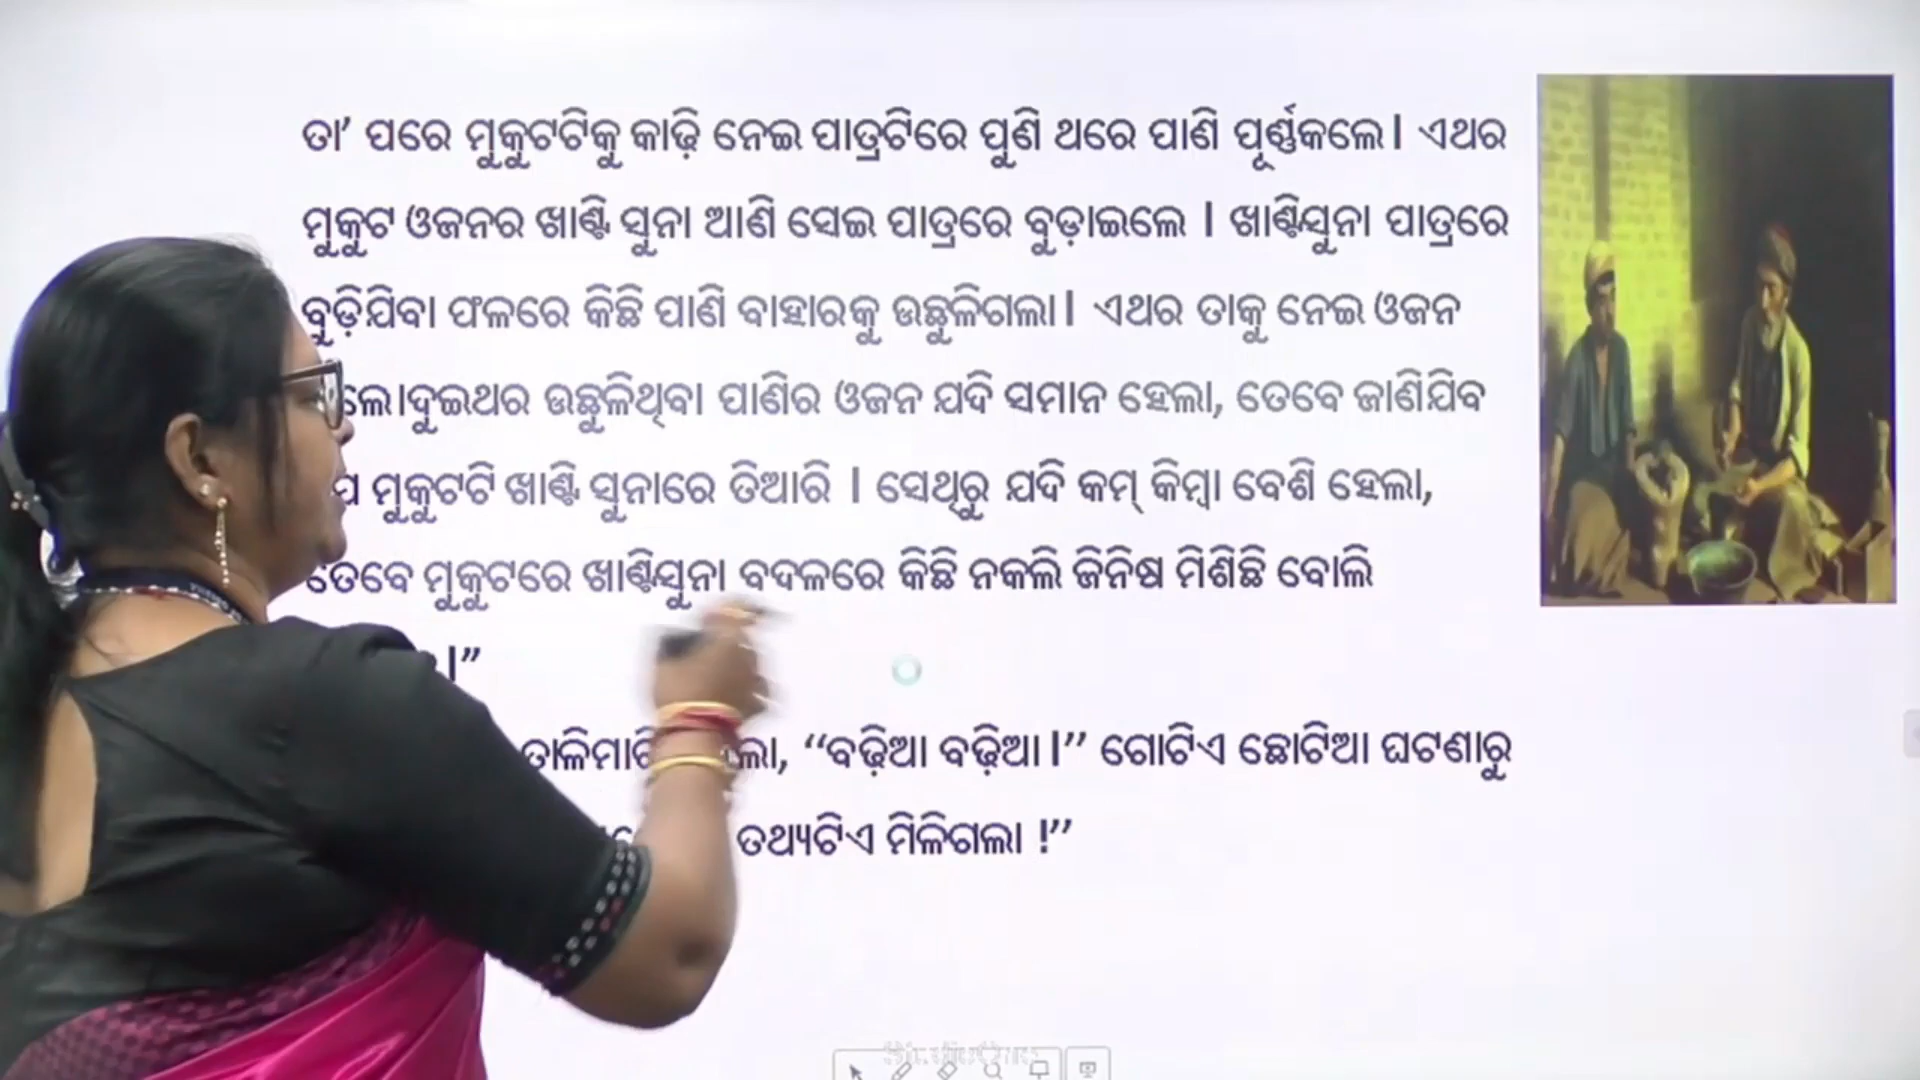 ତା’ ପରେ ମୁକୁଟଟିକୁ କାଢ଼ି ନେଇ ପାତ୍ରଟିରେ ପୁଣି ଥରେ ପାଣି ପୂର୍ଣ୍ଣକଲେ। ଏଥର
ମୁକୁଟ ଓଜନର ଖାଣ୍ଟି ସୁନା ଆଣି ସେଇ ପାତ୍ରରେ ବୁଡ଼ାଇଲେ । ଖାଣ୍ଟିସୁନା ପାତ୍ରରେ
ବୁଡ଼ିଯିବା ଫଳରେ କିଛି ପାଣି ବାହାରକୁ ଉଛୁଳିଗଲା। ଏଥର ତାକୁ ନେଇ ଓଜନ
ଦୁଇଥର ଉଛୁଳିଥିବା ପାଣିର ଓଜନ ଯଦି ସମାନ ହେଲା, ତେବେ ଜାଣିଯିବ
ମୁକୁଟଟି ଖାଣ୍ଟି ସୁନାରେ ତିଆରି । ସେଥିରୁ ଯଦି କମ୍ କିମ୍ବା ବେଶି ହେଲା,
ତେବେ ମୁକୁଟରେ ଖାଣ୍ଟିସୁନା ବଦଳରେ କିଛି ନକଲି ଜିନିଷ ମିଶିଛି ବୋଲି
।”
“ବଢ଼ିଆ ବଢ଼ିଆ।” ଗୋଟିଏ ଛୋଟିଆ ଘଟଣାରୁ
ତଥ୍ୟଟିଏ ମିଳିଗଲା !”